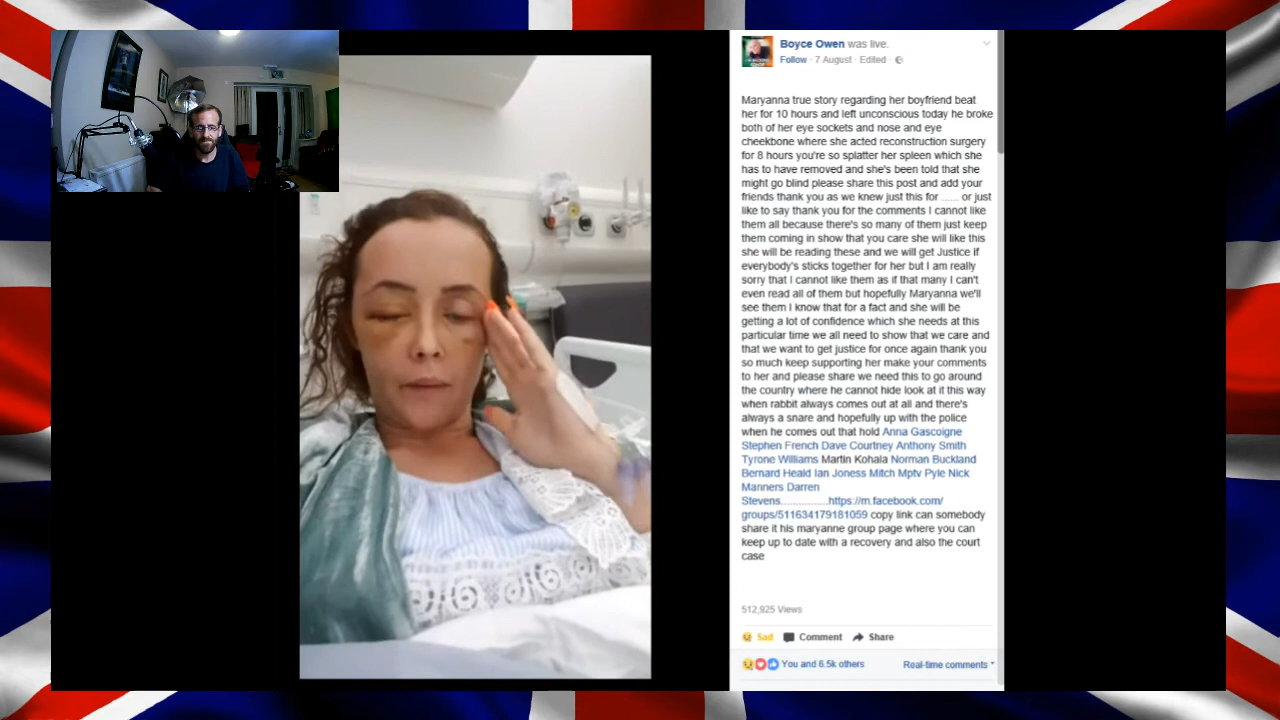 Boyce Owen was live.
Follow · 7 August · Edited ·
Maryanna true story regarding her boyfriend beat
her for 10 hours and left unconscious today he broke
both of her eye sockets and nose and eye
cheekbone where she acted reconstruction surgery
for 8 hours you're so splatter her spleen which she
has to have removed and she's been told that she
might go blind please share this post and add your
friends thank you as we knew just this for ...... or just
like to say thank you for the comments I cannot like
them all because there's so many of them just keep
them coming in show that you care she will like this
she will be reading these and we will get Justice if
everybody's sticks together for her but I am really
sorry that I cannot like them as if that many I can't
even read all of them but hopefully Maryanna we'll
see them I know that for a fact and she will be
getting a lot of confidence which she needs at this
particular time we all need to show that we care and
that we want to get justice for once again thank you
so much keep supporting her make your comments
to her and please share we need this to go around
the country where he cannot hide look at it this way
when rabbit always comes out at all and there's
always a snare and hopefully up with the police
when he comes out that hold Anna Gascoigne
Stephen French Dave Courtney Anthony Smith
Tyrone Williams Martin Kohala Norman Buckland
Bernard Heald Ian Joness Mitch Mptv Pyle Nick
Manners Darren
Stevens.................https://m.facebook.com/
groups/511634179181059 copy link can somebody
share it his maryanne group page where you can
keep up to date with a recovery and also the court
case
512,925 Views
Sad Comment Share
You and 6.5k others Real-time comments